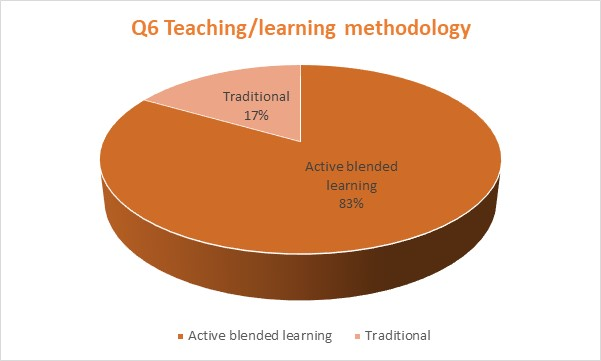 Q6 Teaching/learning methodology
Traditional
17%
Active blended
learning
83%
Active blended learning
Traditional